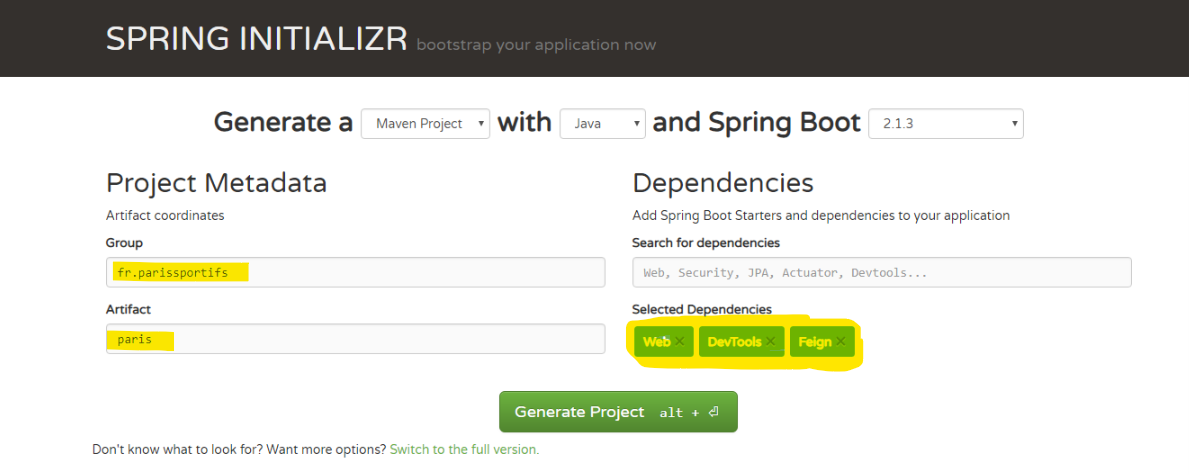 SPRING INITIALIZR bootstrap your application now
Generate a Maven Project with Java and Spring Boot 2.1.3
Project Metadata
Artifact coordinates
Group
fr.parissportifs
Artifact
paris
Dependencies
Add Spring Boot Starters and dependencies to your application
Search for dependencies
Web, Security, JPA, Actuator, Devtools...
Selected Dependencies
Web × DevTools × Feign ×
Generate Project alt + ⏎
Don't know what to look for? Want more options? Switch to the full version.